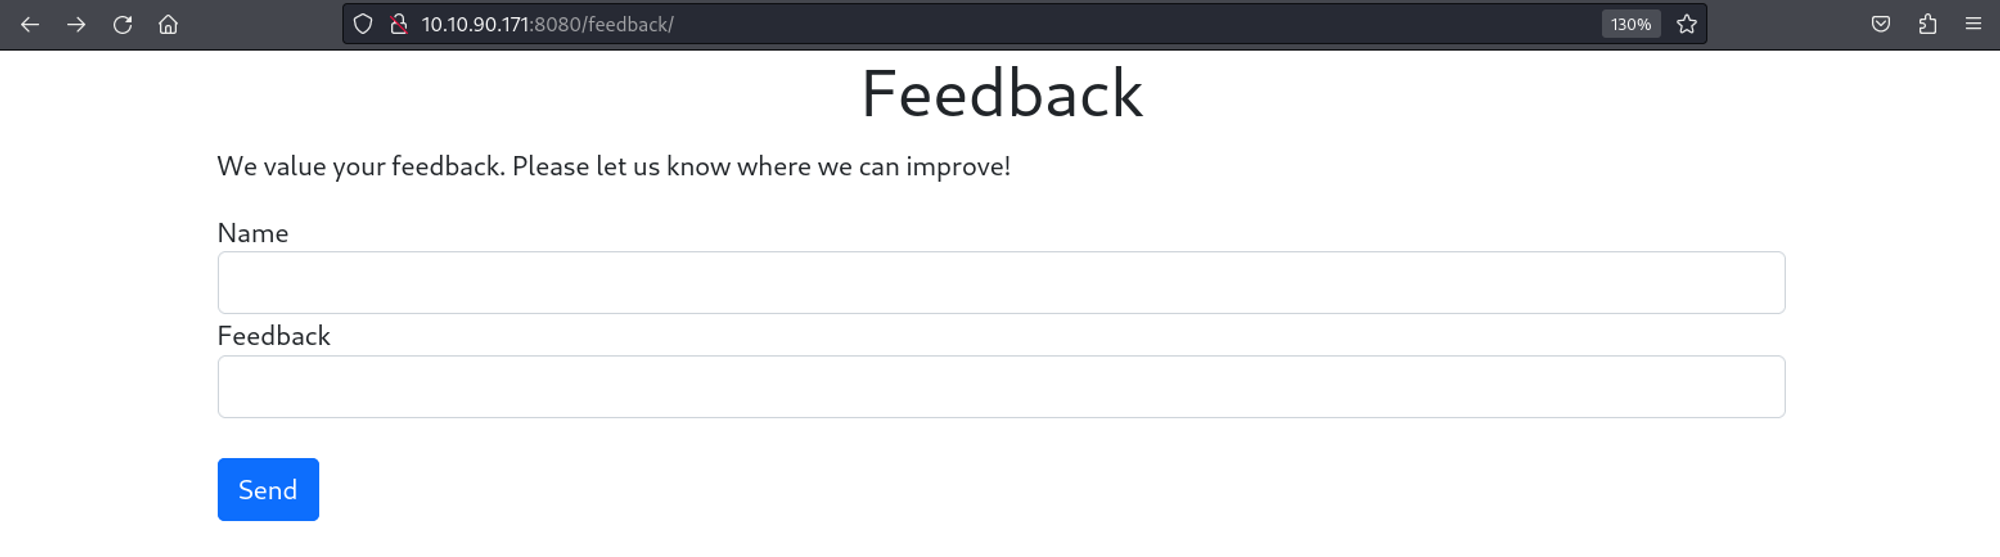 10.10.90.171:8080/feedback/
130%
Feedback
We value your feedback. Please let us know where we can improve!
Name
Feedback
Send